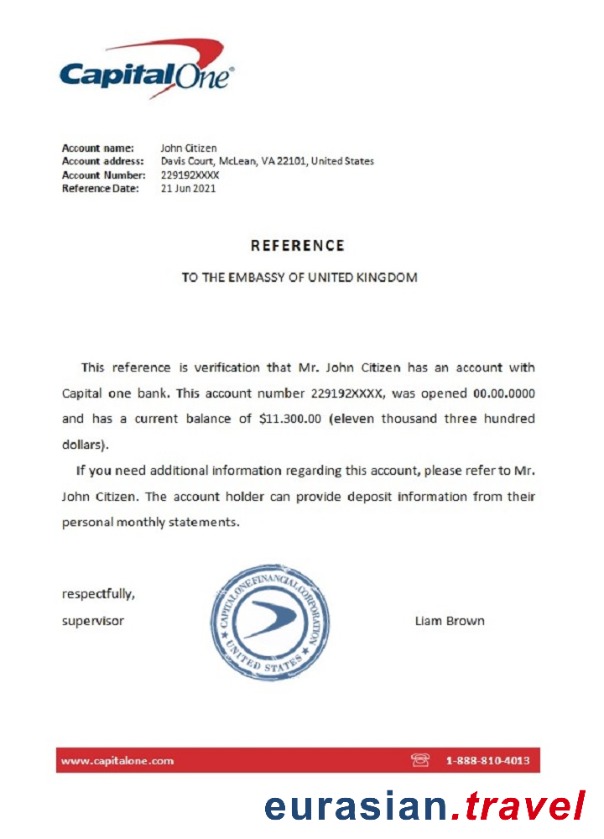 CapitalOne®
Account name: John Citizen
Account address: Davis Court, McLean, VA 22101, United States
Account Number: 229192XXXX
Reference Date: 21 Jun 2021
REFERENCE
TO THE EMBASSY OF UNITED KINGDOM
This reference is verification that Mr. John Citizen has an account with
Capital one bank. This account number 229192XXXX, was opened 00.00.0000
and has a current balance of $11.300.00 (eleven thousand three hundred
dollars).
If you need additional information regarding this account, please refer to Mr.
John Citizen. The account holder can provide deposit information from their
personal monthly statements.
respectfully,
supervisor
CAPITAL ONE FINANCIAL CORPORATION
★ UNITED STATES ★
Liam Brown
www.capitalone.com 1-888-810-4013
eurasian.travel